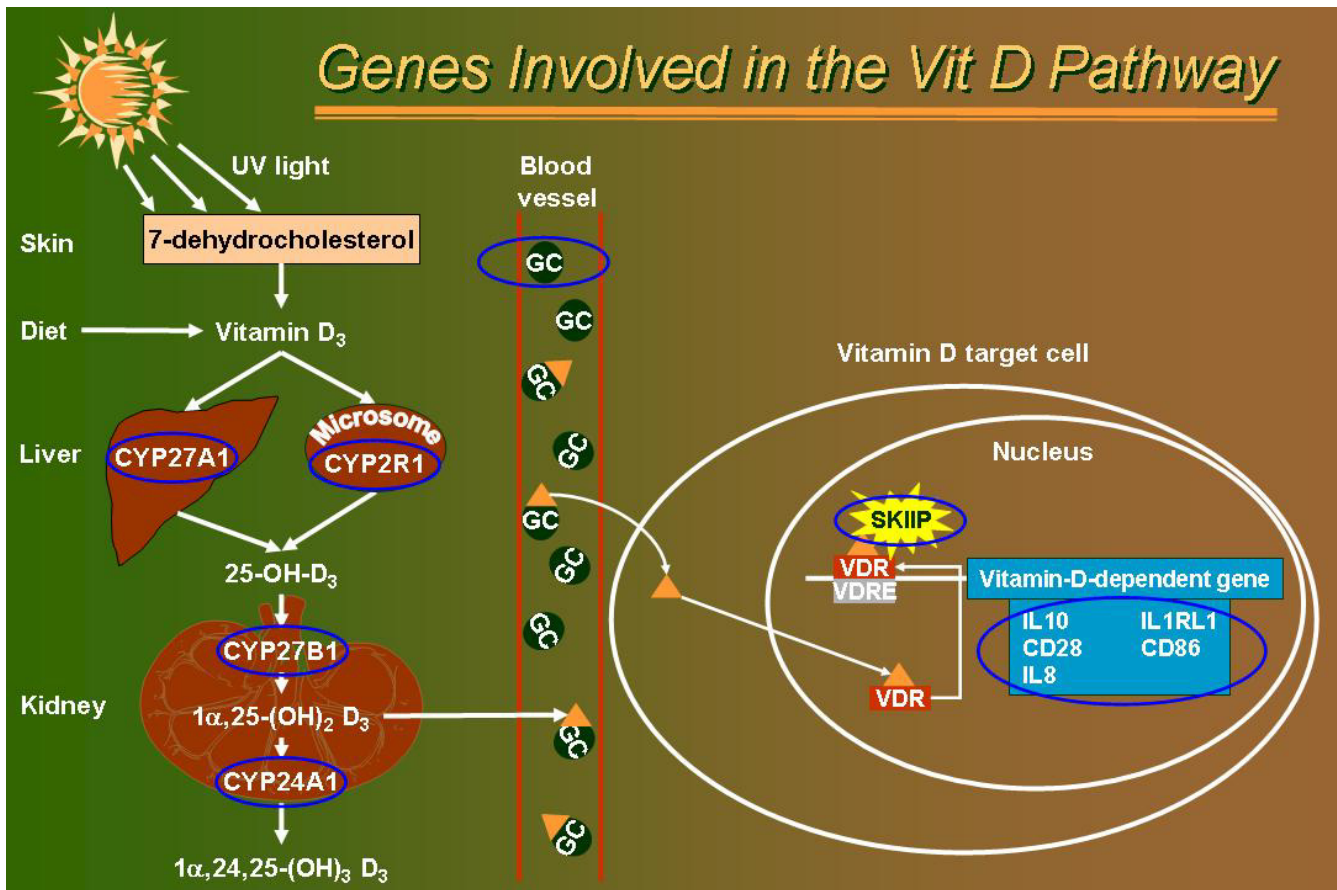 Genes Involved in the Vit D Pathway
UV light
Blood
vessel
Skin
7-dehydrocholesterol
GC
Diet
Vitamin D3
GC
Vitamin D target cell
GC
Liver
CYP27A1
Microsome
CYP2R1
GC
Nucleus
GC
SKIIP
GC
25-OH-D3
VDR
VDRE
Vitamin-D-dependent gene
IL10 IL1RL1
CD28 CD86
IL8
GC
CYP27B1
Kidney
1α,25-(OH)2 D3
VDR
GC
CYP24A1
GC
1α,24,25-(OH)3 D3